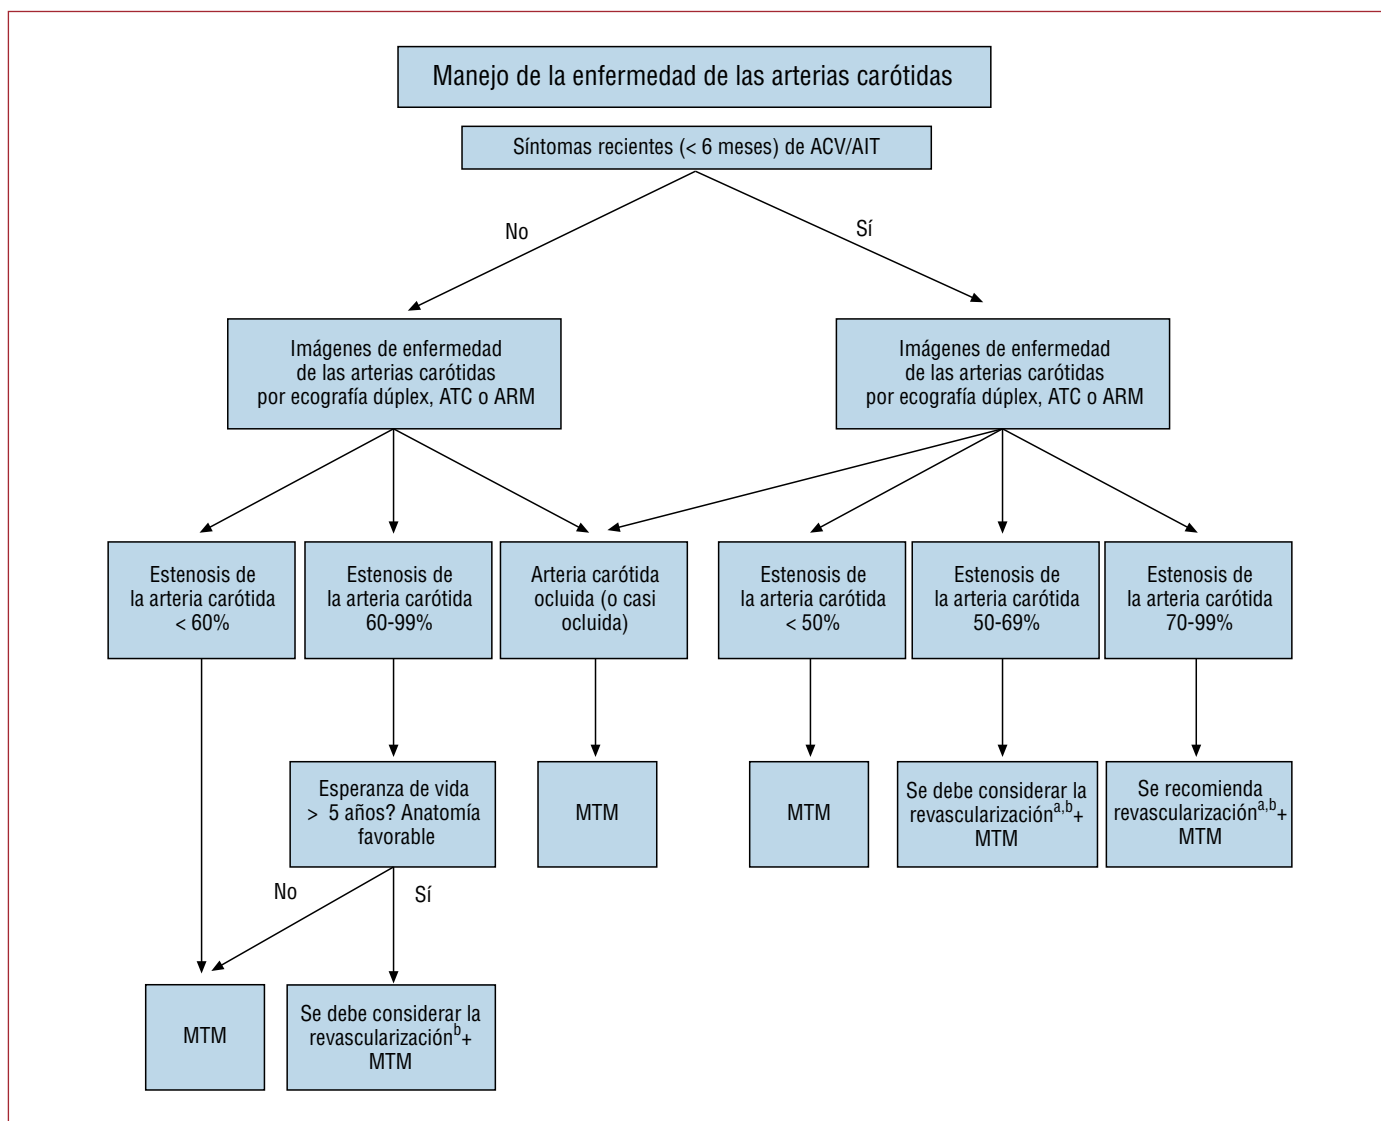 Manejo de la enfermedad de las arterias carótidas
Síntomas recientes (< 6 meses) de ACV/AIT
No
Sí
Imágenes de enfermedad
de las arterias carótidas
por ecografía dúplex, ATC o ARM
Imágenes de enfermedad
de las arterias carótidas
por ecografía dúplex, ATC o ARM
Estenosis de
la arteria carótida
< 60%
Estenosis de
la arteria carótida
60-99%
Arteria carótida
ocluida (o casi
ocluida)
Estenosis de
la arteria carótida
< 50%
Estenosis de
la arteria carótida
50-69%
Estenosis de
la arteria carótida
70-99%
Esperanza de vida
> 5 años? Anatomía
favorable
MTM
MTM
Se debe considerar la
revascularización^a,b+
MTM
Se recomienda
revascularización^a,b+
MTM
No
Sí
MTM
Se debe considerar la
revascularización^b+
MTM